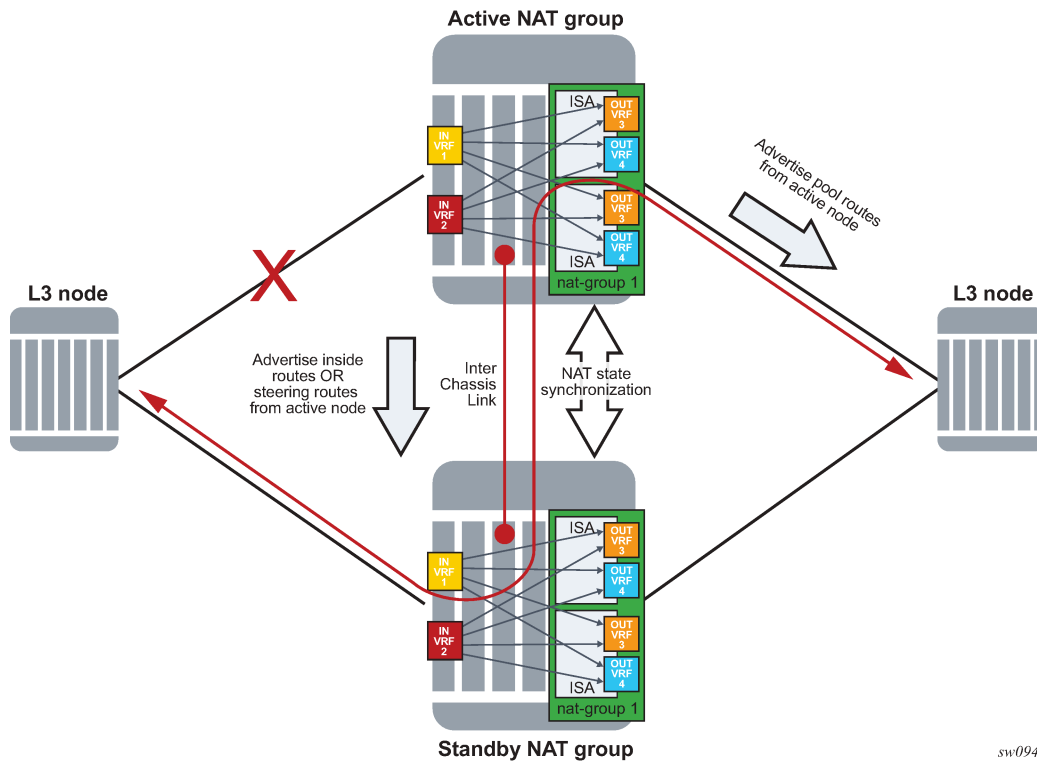 Active NAT group
ISA
OUT
VRF
3
IN
VRF
1
OUT
VRF
4
IN
VRF
2
OUT
VRF
3
OUT
VRF
4
ISA
nat-group 1
Advertise pool routes
from active node
L3 node
L3 node
X
Advertise inside
routes OR
steering routes
from active node
Inter
Chassis
Link
NAT state
synchronization
ISA
OUT
VRF
3
IN
VRF
1
OUT
VRF
4
IN
VRF
2
OUT
VRF
3
OUT
VRF
4
ISA
nat-group 1
Standby NAT group
sw094